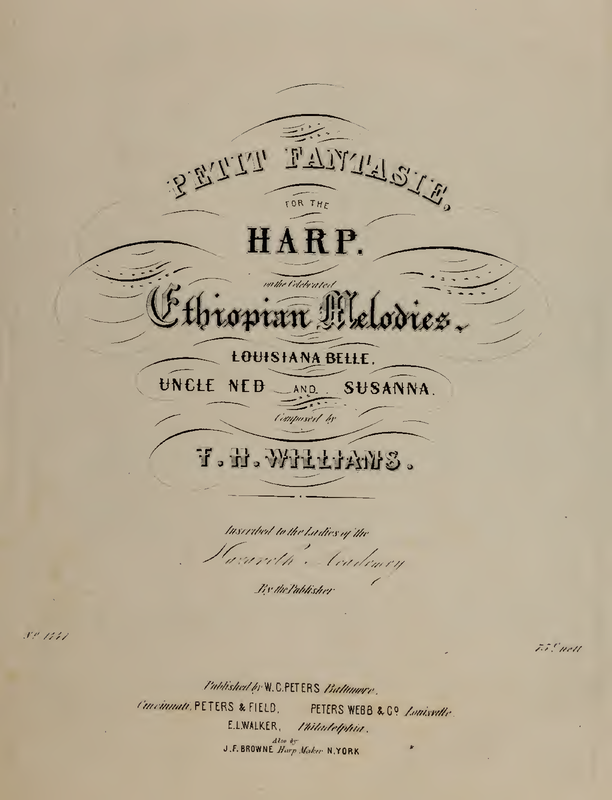 PETIT FANTASIE,
FOR THE
HARP.
on the Celebrated
Ethiopian Melodies.
LOUISIANA BELLE.
UNCLE NED AND SUSANNA.
Composed by
T. H. WILLIAMS.
Inscribed to the Ladies of the
Nazareth Academy
By the Publisher
No. 1441
nett
Published by W. C. PETERS Baltimore.
Cincinnati, PETERS & FIELD, PETERS WEBB & Co. Louisville.
E. L. WALKER, Philadelphia.
Also by
J. F. BROWNE Harp Maker N. YORK